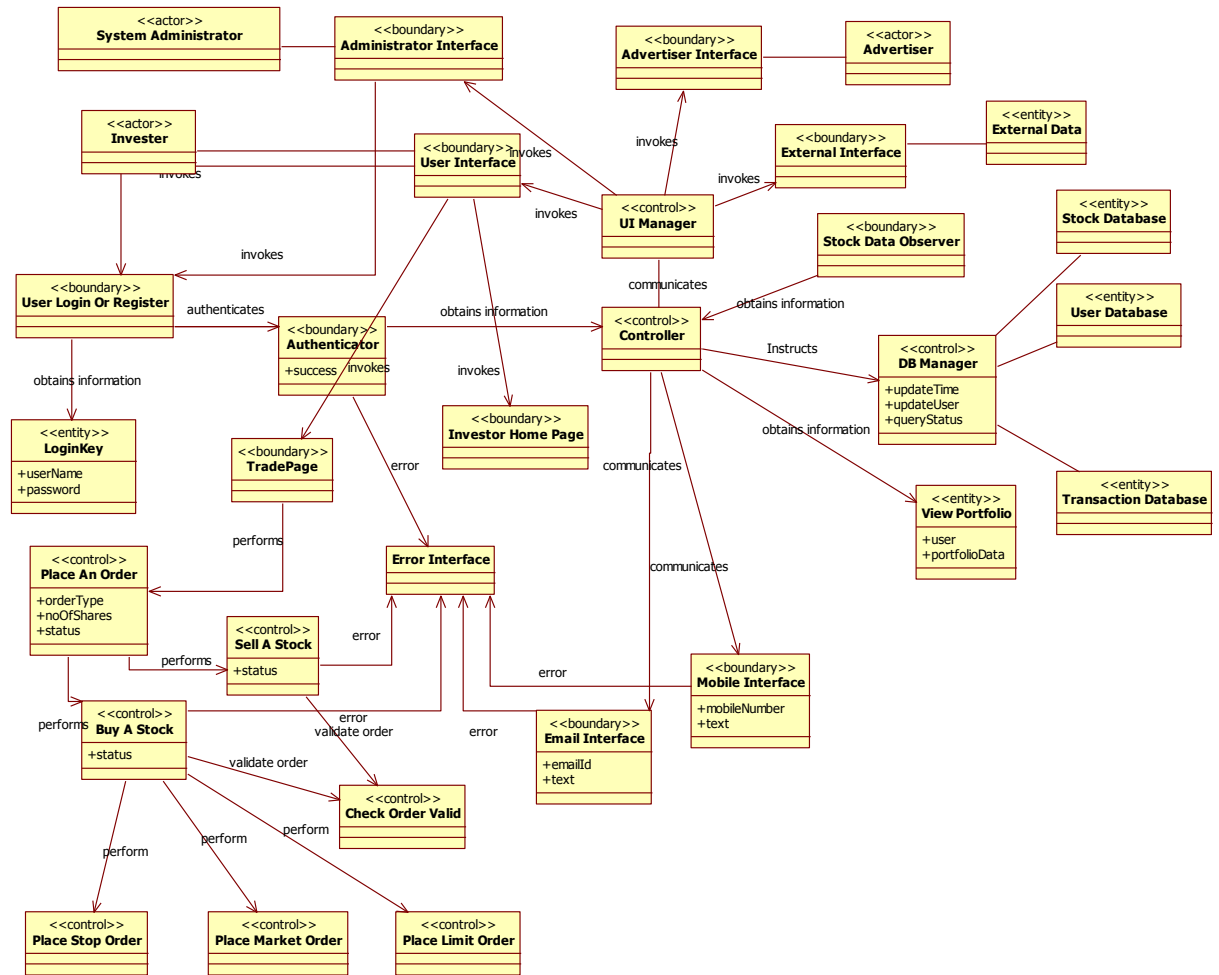 <<actor>>
System Administrator
<<boundary>>
Administrator Interface
<<boundary>>
Advertiser Interface
<<actor>>
Advertiser
<<actor>>
Invester
<<boundary>>
User Interface
invokes
invokes
<<boundary>>
External Interface
<<entity>>
External Data
invokes
invokes
invokes
<<control>>
UI Manager
<<boundary>>
Stock Data Observer
<<entity>>
Stock Database
invokes
<<boundary>>
User Login Or Register
communicates
authenticates
<<boundary>>
Authenticator
+success
obtains information
<<control>>
Controller
obtains information
<<entity>>
User Database
Instructs
<<control>>
DB Manager
+updateTime
+updateUser
+queryStatus
invokes
invokes
obtains information
<<entity>>
LoginKey
+userName
+password
<<boundary>>
TradePage
<<boundary>>
Investor Home Page
error
communicates
obtains information
<<entity>>
View Portfolio
+user
+portfolioData
<<entity>>
Transaction Database
performs
<<control>>
Place An Order
+orderType
+noOfShares
+status
Error Interface
communicates
<<control>>
Sell A Stock
+status
performs
error
error
<<boundary>>
Mobile Interface
+mobileNumber
+text
performs
<<control>>
Buy A Stock
+status
error
validate order
error
<<boundary>>
Email Interface
+emailId
+text
validate order
<<control>>
Check Order Valid
perform
perform
perform
<<control>>
Place Stop Order
<<control>>
Place Market Order
<<control>>
Place Limit Order